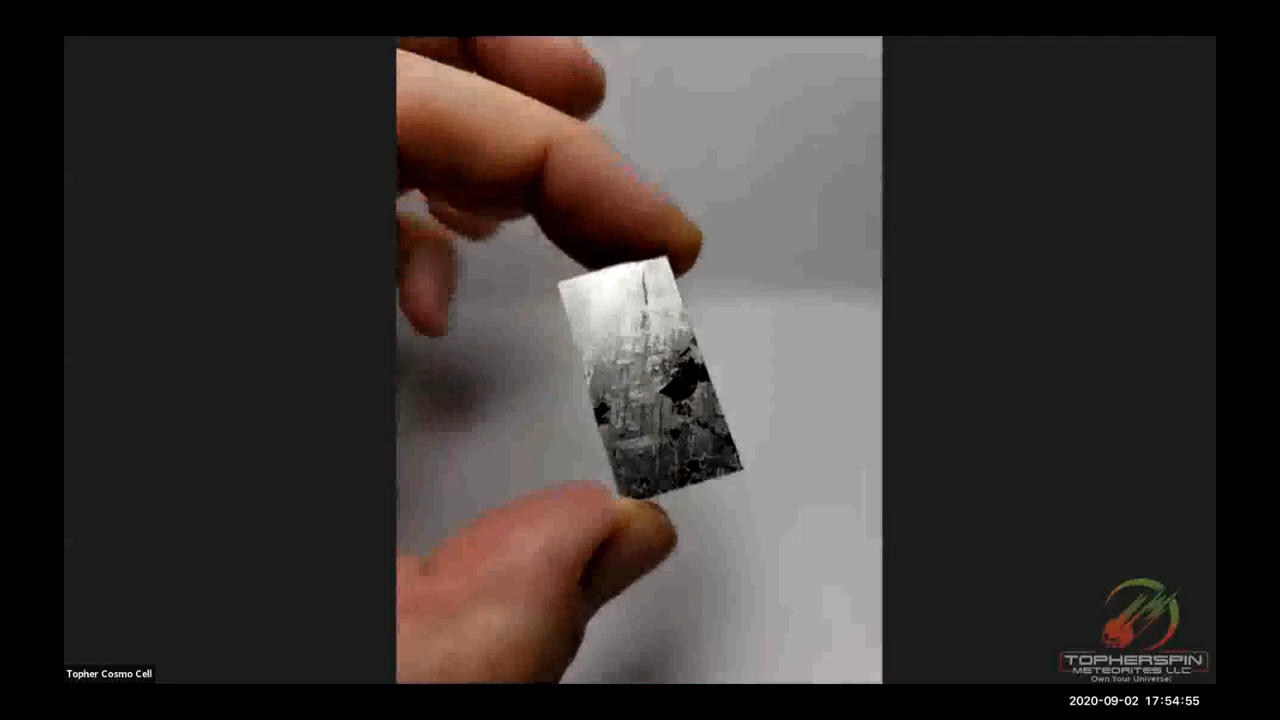 Topher Cosmo Cell
TOPHERSPIN
METEORITES LLC
Own Your Universe!
2020-09-02 17:54:55